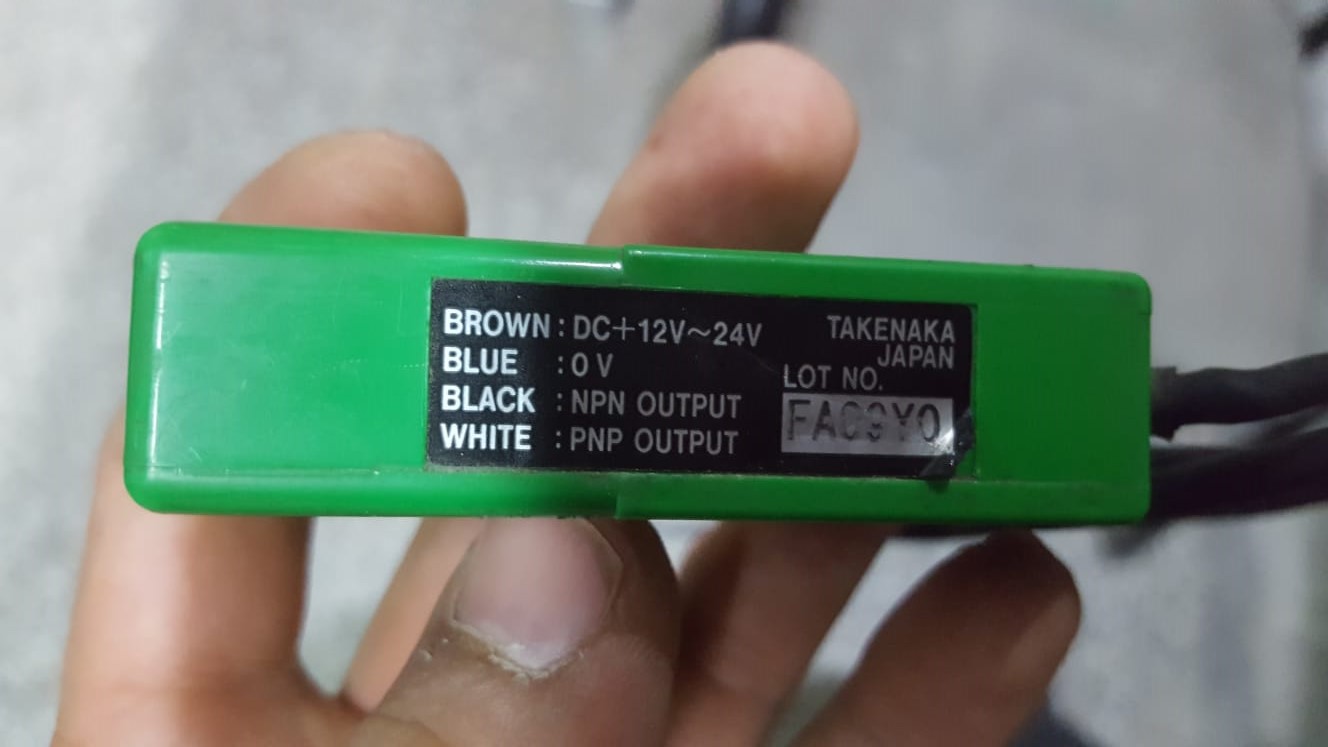 BROWN : DC+12V~24V
BLUE : 0 V
BLACK : NPN OUTPUT
WHITE : PNP OUTPUT
TAKENAKA
JAPAN
LOT NO.